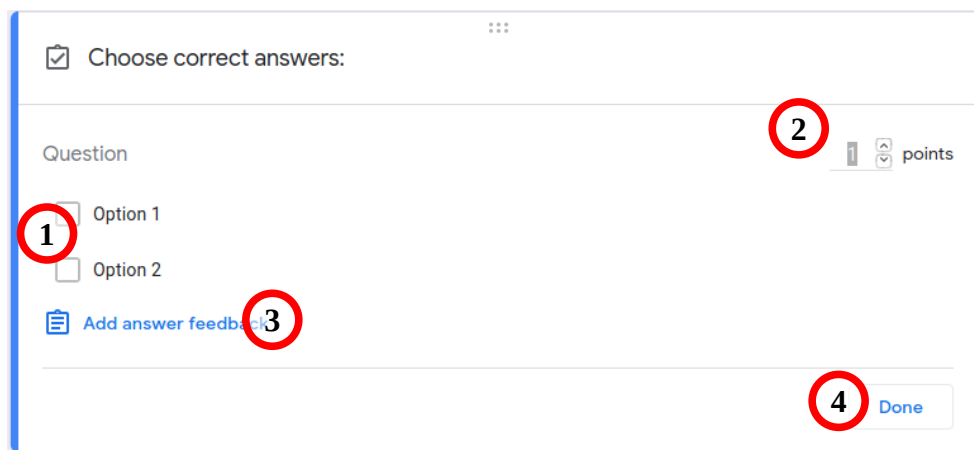 Choose correct answers:
2
Question 1 points
Option 1
1
Option 2
Add answer feedback 3
4 Done